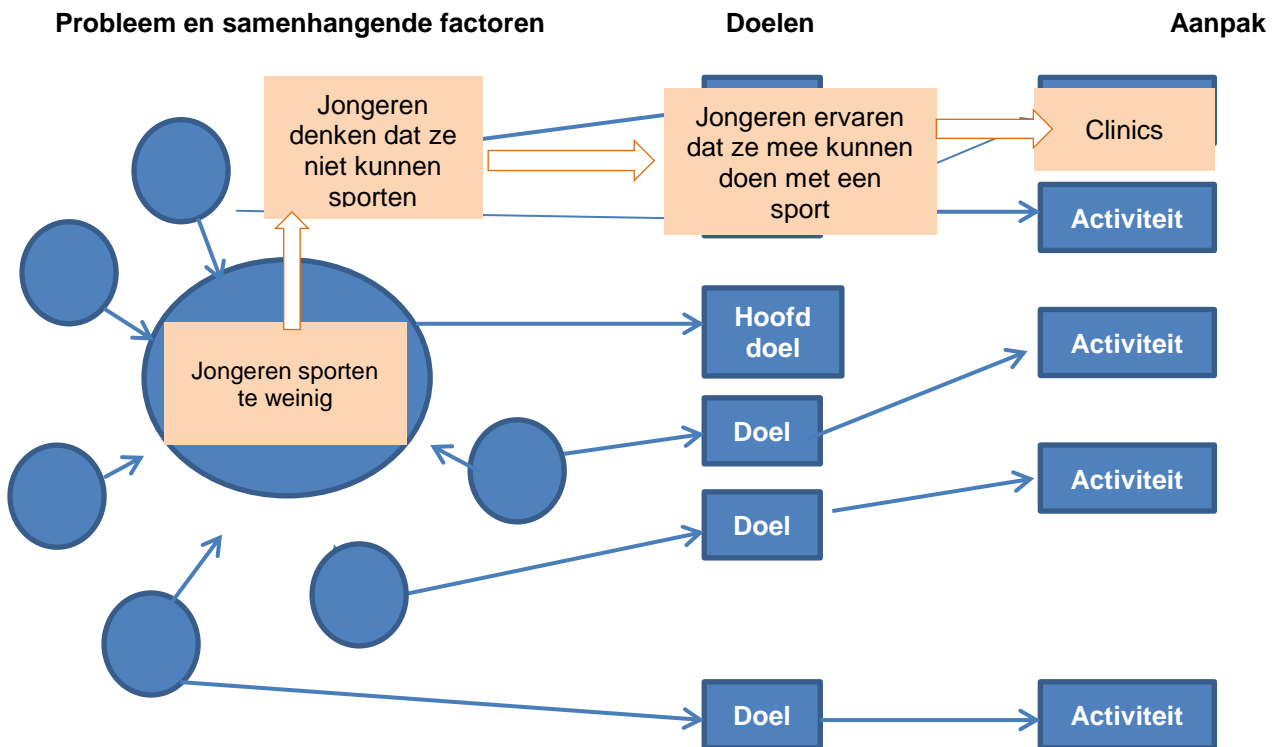 Probleem en samenhangende factoren
Doelen
Aanpak
Jongeren
denken dat ze
niet kunnen
sporten
Jongeren ervaren
dat ze mee kunnen
doen met een
sport
Clinics
Activiteit
Jongeren sporten
te weinig
Hoofd
doel
Activiteit
Doel
Activiteit
Doel
Doel
Activiteit